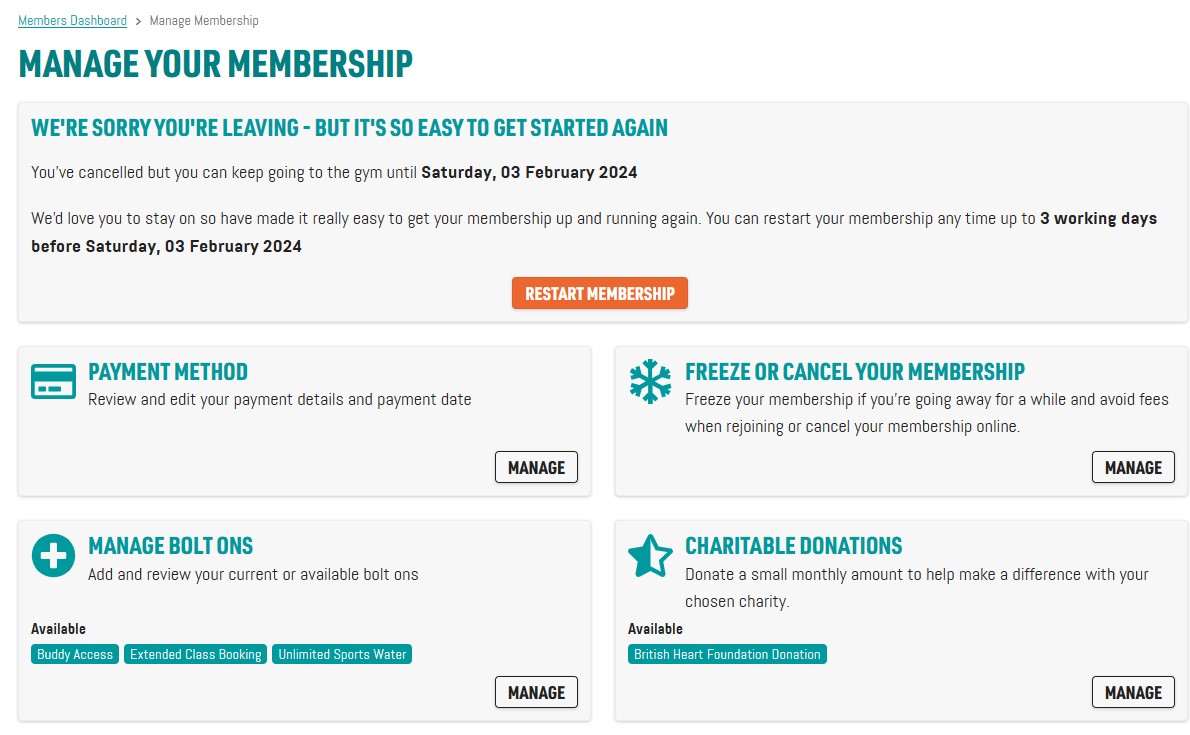 Members Dashboard > Manage Membership
MANAGE YOUR MEMBERSHIP
WE'RE SORRY YOU'RE LEAVING - BUT IT'S SO EASY TO GET STARTED AGAIN
You've cancelled but you can keep going to the gym until Saturday, 03 February 2024
We'd love you to stay on so have made it really easy to get your membership up and running again. You can restart your membership any time up to 3 working days
before Saturday, 03 February 2024
RESTART MEMBERSHIP
PAYMENT METHOD
Review and edit your payment details and payment date
MANAGE
FREEZE OR CANCEL YOUR MEMBERSHIP
Freeze your membership if you're going away for a while and avoid fees
when rejoining or cancel your membership online.
MANAGE
MANAGE BOLT ONS
Add and review your current or available bolt ons
Available
Buddy Access Extended Class Booking Unlimited Sports Water
MANAGE
CHARITABLE DONATIONS
Donate a small monthly amount to help make a difference with your
chosen charity.
Available
British Heart Foundation Donation
MANAGE